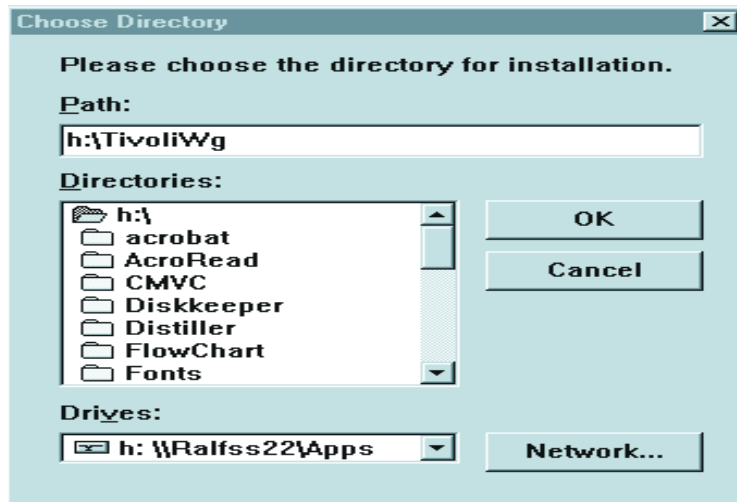 Choose Directory
Please choose the directory for installation.
Path:
h:\TivoliWg
Directories:
h:\
acrobat
AcroRead
CMVC
Diskkeeper
Distiller
FlowChart
Fonts
OK
Cancel
Drives:
h: \\Ralfss22\Apps
Network...